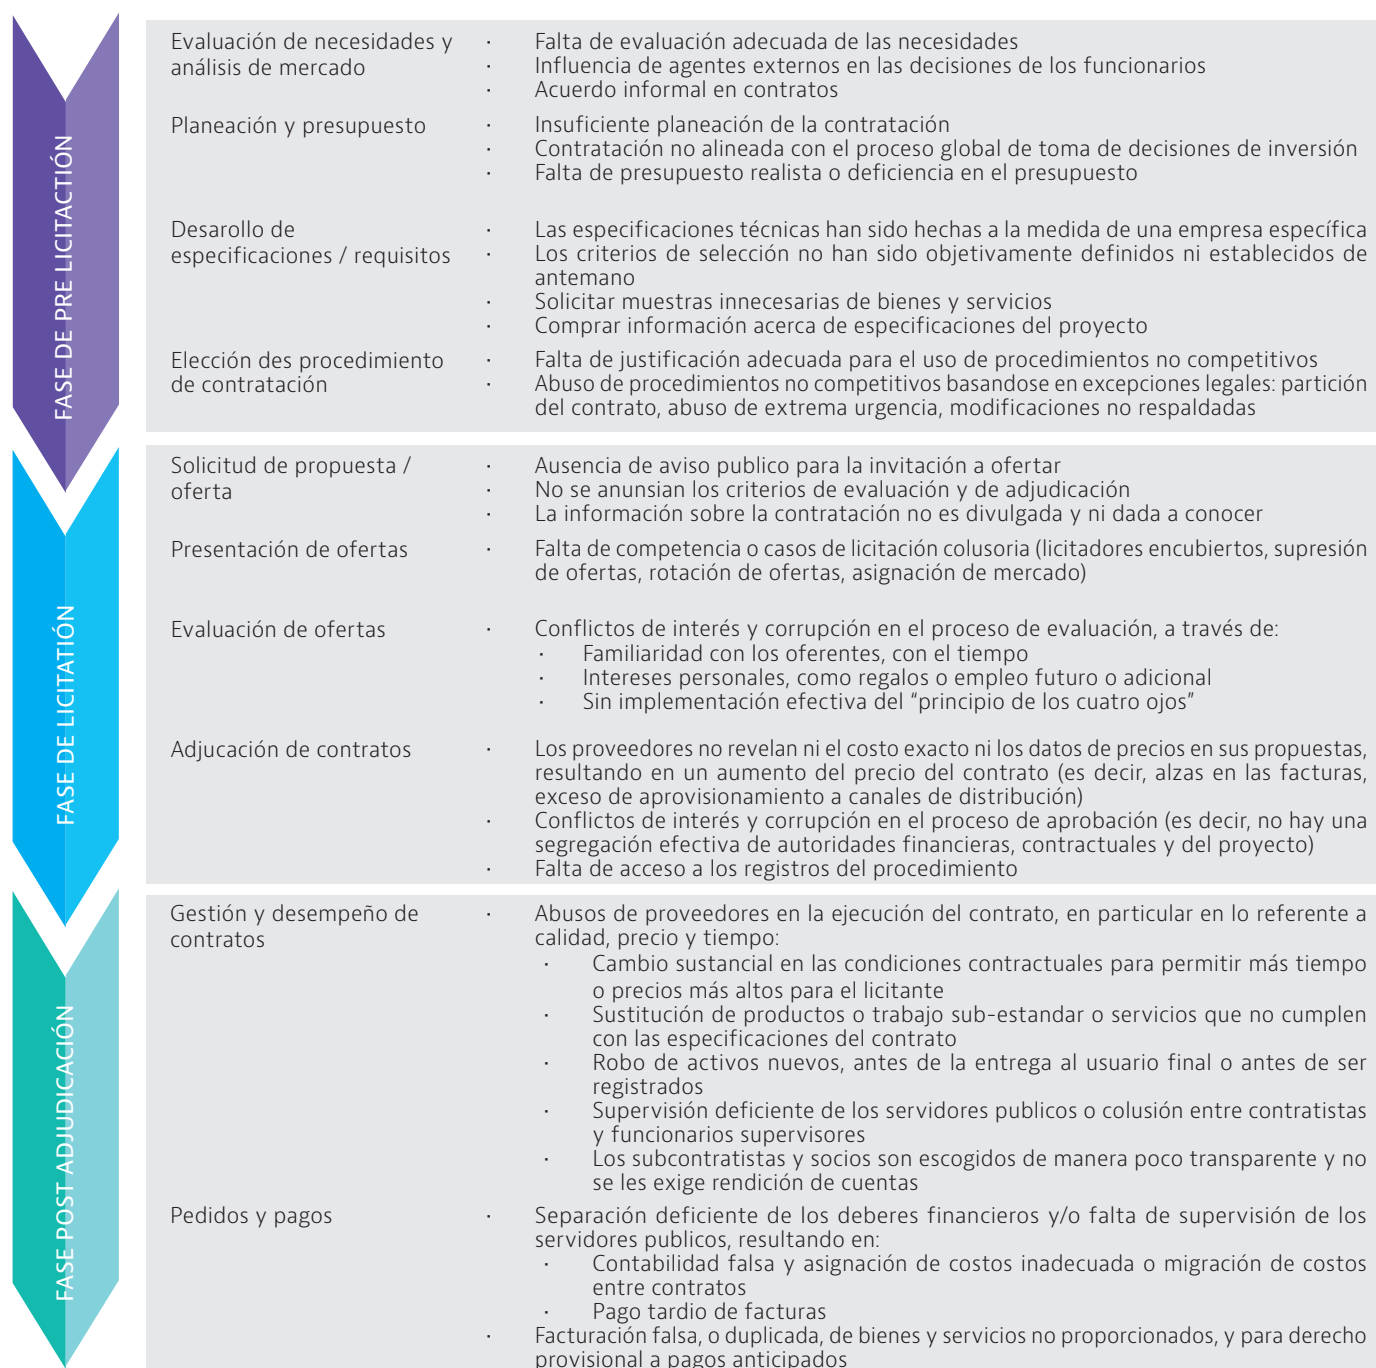 FASE DE PRE LICITACTIÓN
Evaluación de necesidades y
análisis de mercado
· Falta de evaluación adecuada de las necesidades
· Influencia de agentes externos en las decisiones de los funcionarios
· Acuerdo informal en contratos
Planeación y presupuesto
· Insuficiente planeación de la contratación
· Contratación no alineada con el proceso global de toma de decisiones de inversión
· Falta de presupuesto realista o deficiencia en el presupuesto
Desarollo de
especificaciones / requisitos
· Las especificaciones técnicas han sido hechas a la medida de una empresa específica
· Los criterios de selección no han sido objetivamente definidos ni establecidos de
antemano
· Solicitar muestras innecesarias de bienes y servicios
· Comprar información acerca de especificaciones del proyecto
Elección des procedimiento
de contratación
· Falta de justificación adecuada para el uso de procedimientos no competitivos
· Abuso de procedimientos no competitivos basandose en excepciones legales: partición
del contrato, abuso de extrema urgencia, modificaciones no respaldadas
FASE DE LICITATIÓN
Solicitud de propuesta /
oferta
· Ausencia de aviso publico para la invitación a ofertar
· No se anunsian los criterios de evaluación y de adjudicación
· La información sobre la contratación no es divulgada y ni dada a conocer
Presentación de ofertas
· Falta de competencia o casos de licitación colusoria (licitadores encubiertos, supresión
de ofertas, rotación de ofertas, asignación de mercado)
Evaluación de ofertas
· Conflictos de interés y corrupción en el proceso de evaluación, a través de:
· Familiaridad con los oferentes, con el tiempo
· Intereses personales, como regalos o empleo futuro o adicional
· Sin implementación efectiva del “principio de los cuatro ojos”
Adjucación de contratos
· Los proveedores no revelan ni el costo exacto ni los datos de precios en sus propuestas,
resultando en un aumento del precio del contrato (es decir, alzas en las facturas,
exceso de aprovisionamiento a canales de distribución)
· Conflictos de interés y corrupción en el proceso de aprobación (es decir, no hay una
segregación efectiva de autoridades financieras, contractuales y del proyecto)
· Falta de acceso a los registros del procedimiento
FASE POST ADJUDICACIÓN
Gestión y desempeño de
contratos
· Abusos de proveedores en la ejecución del contrato, en particular en lo referente a
calidad, precio y tiempo:
· Cambio sustancial en las condiciones contractuales para permitir más tiempo
o precios más altos para el licitante
· Sustitución de productos o trabajo sub-estandar o servicios que no cumplen
con las especificaciones del contrato
· Robo de activos nuevos, antes de la entrega al usuario final o antes de ser
registrados
· Supervisión deficiente de los servidores publicos o colusión entre contratistas
y funcionarios supervisores
· Los subcontratistas y socios son escogidos de manera poco transparente y no
se les exige rendición de cuentas
Pedidos y pagos
· Separación deficiente de los deberes financieros y/o falta de supervisión de los
servidores publicos, resultando en:
· Contabilidad falsa y asignación de costos inadecuada o migración de costos
entre contratos
· Pago tardio de facturas
· Facturación falsa, o duplicada, de bienes y servicios no proporcionados, y para derecho
provisional a pagos anticipados